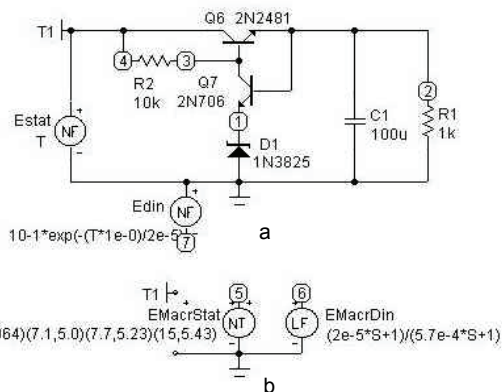 Q6 2N2481
T1
4
3
Q7
R2
10k
2N706
2
Estat
T
NF
+
-
1
C1
100u
R1
1k
D1
1N3825
Edin
NF
+
-
10-1*exp(-(T*1e-0)/2e-5)
7
a
T1
5
6
EMacrStat
NT
EMacrDin
LF
064)(7.1,5.0)(7.7,5.23)(15,5.43)
(2e-5*S+1)/(5.7e-4*S+1)
b